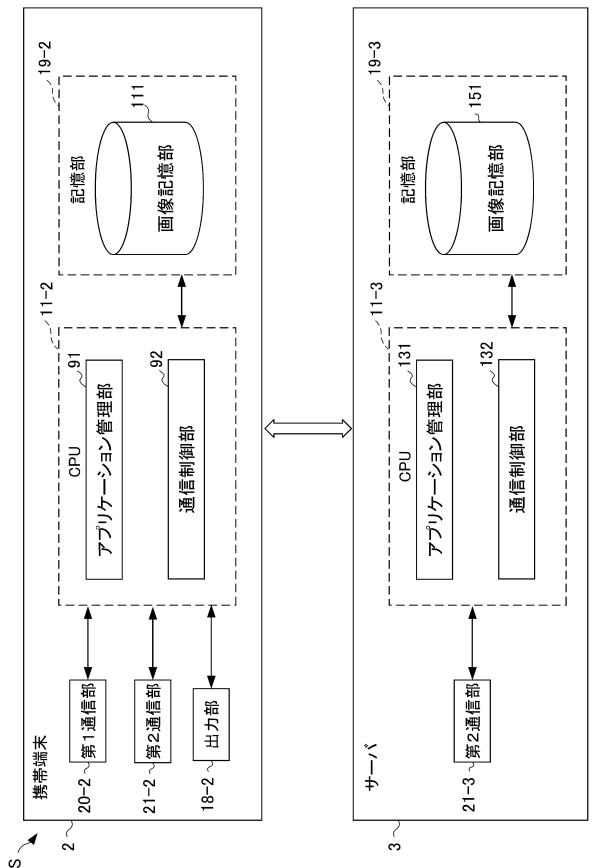 S
2
携帯端末
20-2
第1通信部
21-2
第2通信部
18-2
出力部
11-2
CPU
91
アプリケーション管理部
92
通信制御部
19-2
記憶部
111
画像記憶部
3
サーバ
21-3
第2通信部
11-3
CPU
131
アプリケーション管理部
132
通信制御部
19-3
記憶部
151
画像記憶部